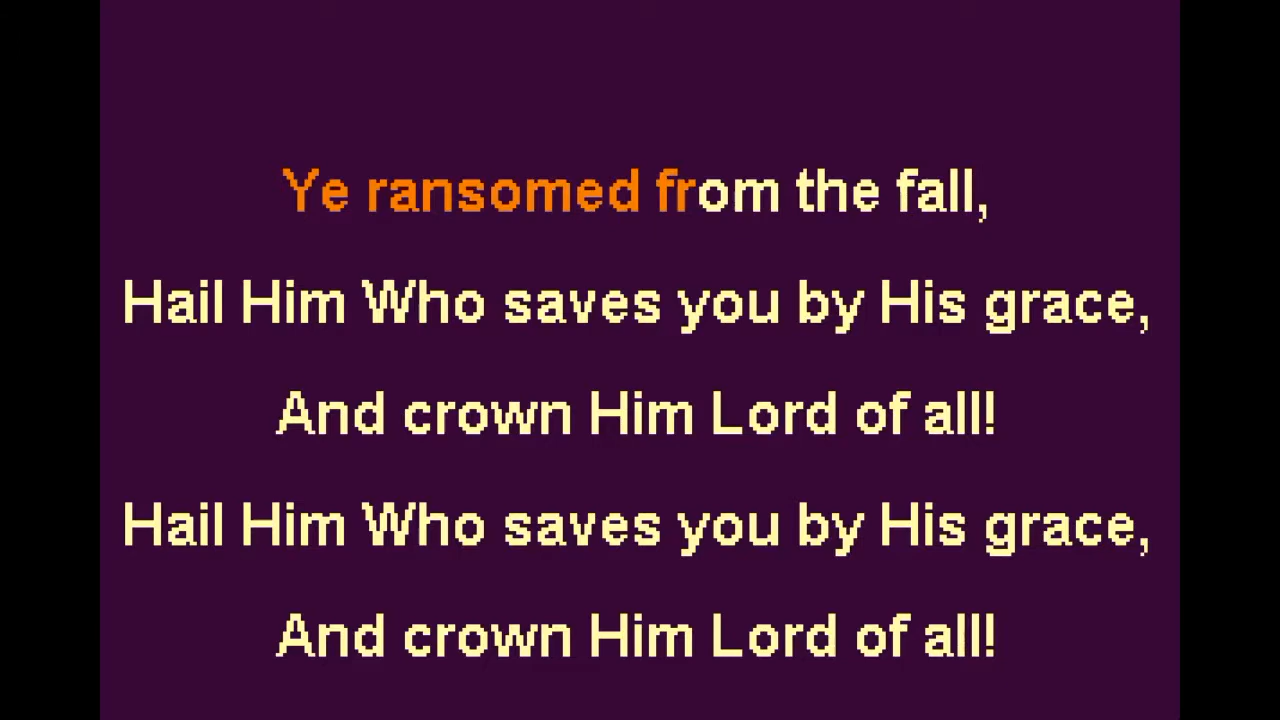 Ye ransomed from the fall,
Hail Him Who saves you by His grace,
And crown Him Lord of all!
Hail Him Who saves you by His grace,
And crown Him Lord of all!